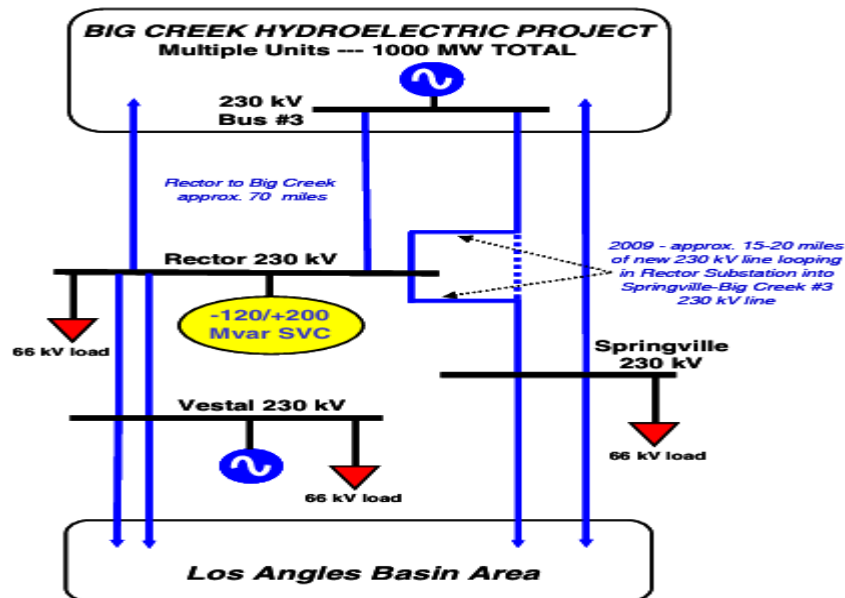 BIG CREEK HYDROELECTRIC PROJECT
Multiple Units --- 1000 MW TOTAL
230 kV
Bus #3
Rector to Big Creek
approx. 70 miles
Rector 230 kV
2009 - approx. 15-20 miles
of new 230 kV line looping
in Rector Substation into
Springville-Big Creek #3
230 kV line
-120/+200
Mvar SVC
66 kV load
Springville
230 kV
Vestal 230 kV
66 kV load
66 kV load
Los Angles Basin Area